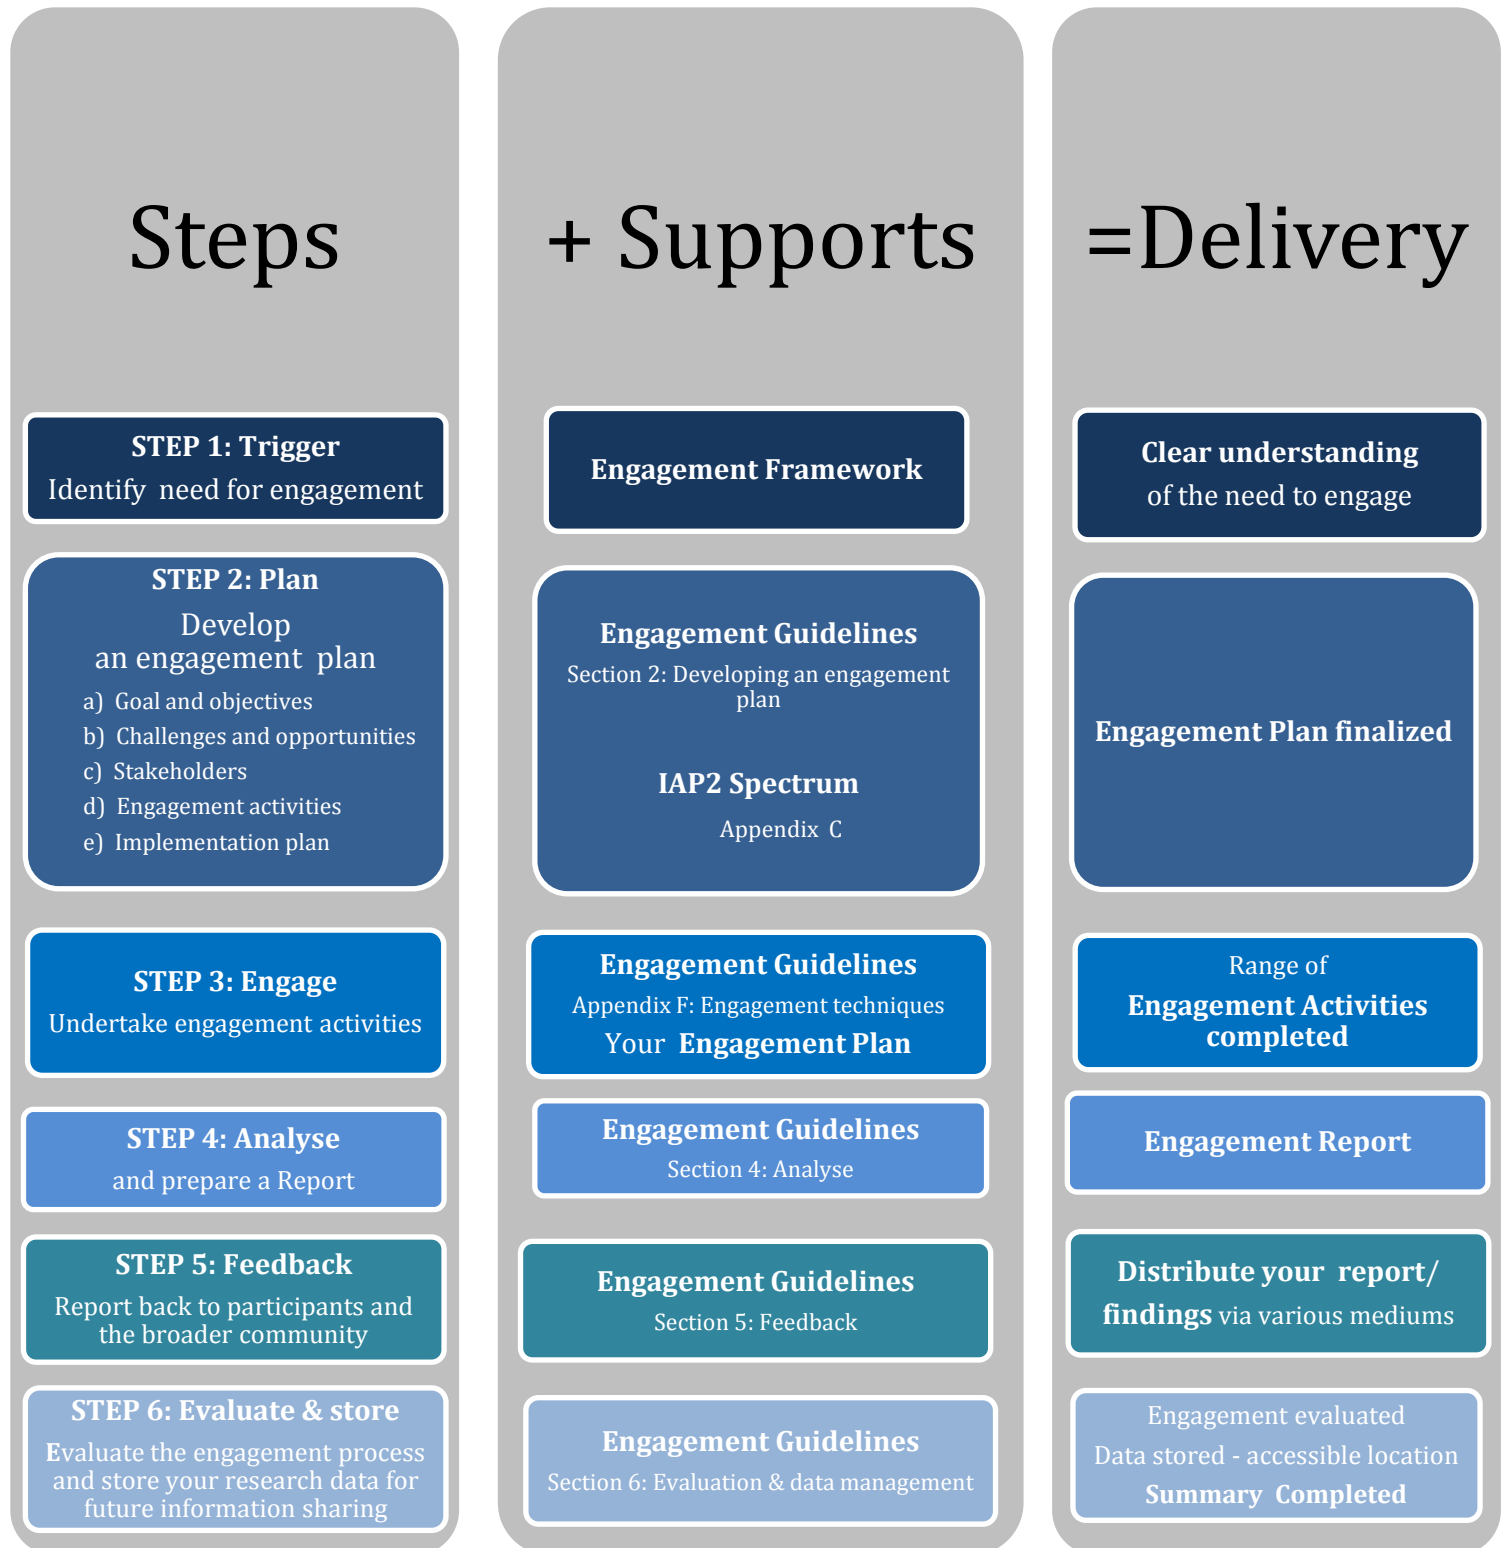 Steps
STEP 1: Trigger
Identify need for engagement
STEP 2: Plan
Develop
an engagement plan
a) Goal and objectives
b) Challenges and opportunities
c) Stakeholders
d) Engagement activities
e) Implementation plan
STEP 3: Engage
Undertake engagement activities
STEP 4: Analyse
and prepare a Report
STEP 5: Feedback
Report back to participants and
the broader community
STEP 6: Evaluate & store
Evaluate the engagement process
and store your research data for
future information sharing
+ Supports
Engagement Framework
Engagement Guidelines
Section 2: Developing an engagement
plan
IAP2 Spectrum
Appendix C
Engagement Guidelines
Appendix F: Engagement techniques
Your Engagement Plan
Engagement Guidelines
Section 4: Analyse
Engagement Guidelines
Section 5: Feedback
Engagement Guidelines
Section 6: Evaluation & data management
=Delivery
Clear understanding
of the need to engage
Engagement Plan finalized
Range of
Engagement Activities
completed
Engagement Report
Distribute your report/
findings via various mediums
Engagement evaluated
Data stored - accessible location
Summary Completed